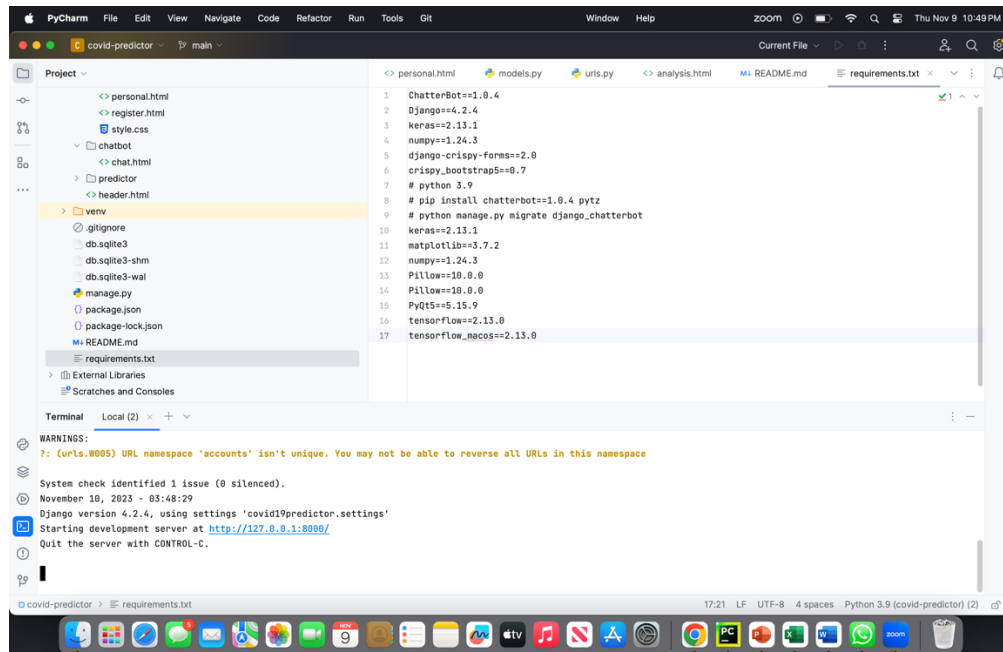 PyCharm File Edit View Navigate Code Refactor Run Tools Git Window Help zoom Thu Nov 9 10:49 PM
C covid-predictor main Current File
Project
personal.html models.py urls.py analysis.html M↓ README.md requirements.txt
<> personal.html
<> register.html
style.css
chatbot
<> chat.html
predictor
<> header.html
venv
.gitignore
db.sqlite3
db.sqlite3-shm
db.sqlite3-wal
manage.py
{} package.json
{} package-lock.json
M↓ README.md
requirements.txt
External Libraries
Scratches and Consoles
1 ChatterBot==1.0.4
2 Django==4.2.4
3 keras==2.13.1
4 numpy==1.24.3
5 django-crispy-forms==2.0
6 crispy_bootstrap5==0.7
7 # python 3.9
8 # pip install chatterbot==1.0.4 pytz
9 # python manage.py migrate django_chatterbot
10 keras==2.13.1
11 matplotlib==3.7.2
12 numpy==1.24.3
13 Pillow==10.0.0
14 Pillow==10.0.0
15 PyQt5==5.15.9
16 tensorflow==2.13.0
17 tensorflow_macos==2.13.0
1
Terminal Local (2)
WARNINGS:
?: (urls.W005) URL namespace 'accounts' isn't unique. You may not be able to reverse all URLs in this namespace
System check identified 1 issue (0 silenced).
November 10, 2023 - 03:48:29
Django version 4.2.4, using settings 'covid19predictor.settings'
Starting development server at http://127.0.0.1:8000/
Quit the server with CONTROL-C.
covid-predictor > requirements.txt 17:21 LF UTF-8 4 spaces Python 3.9 (covid-predictor) (2)
5 NOV 9 tv PC P X W zoom